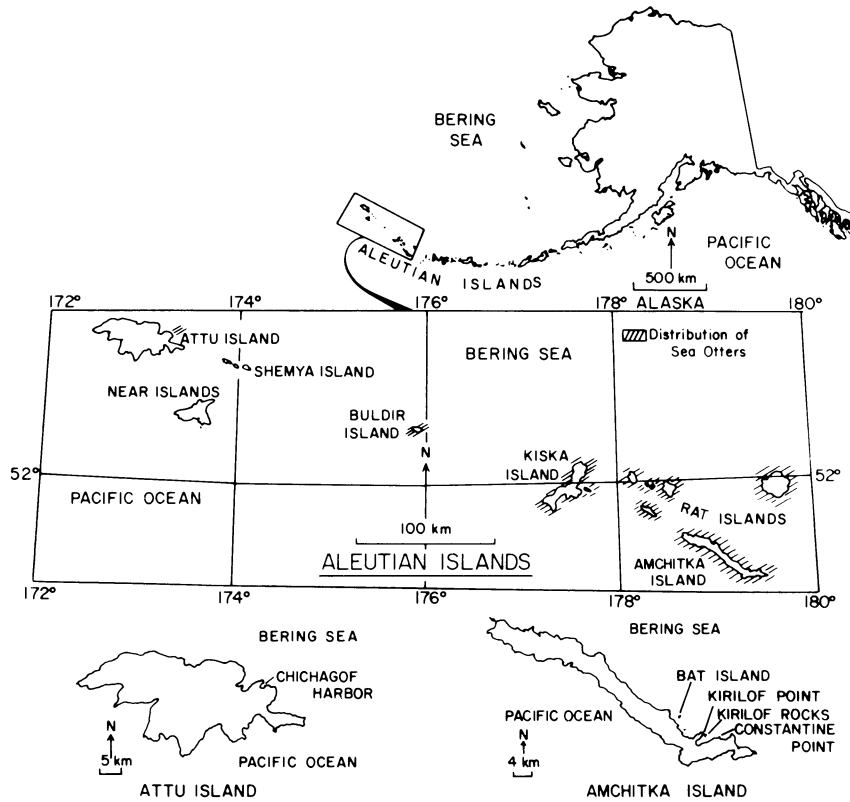 BERING
SEA
ALEUTIAN ISLANDS
N
500 km
PACIFIC
OCEAN
ALASKA
172°
174°
176°
178°
180°
ATTU ISLAND
SHEMYA ISLAND
NEAR ISLANDS
BERING SEA
Distribution of
Sea Otters
BULDIR
ISLAND
N
KISKA
ISLAND
52°
52°
PACIFIC OCEAN
RAT ISLANDS
100 km
ALEUTIAN ISLANDS
AMCHITKA
ISLAND
172°
174°
176°
178°
180°
BERING SEA
CHICHAGOF
HARBOR
N
5 km
PACIFIC OCEAN
ATTU ISLAND
BERING SEA
BAT ISLAND
KIRILOF POINT
KIRILOF ROCKS
CONSTANTINE
POINT
PACIFIC OCEAN
N
4 km
AMCHITKA ISLAND